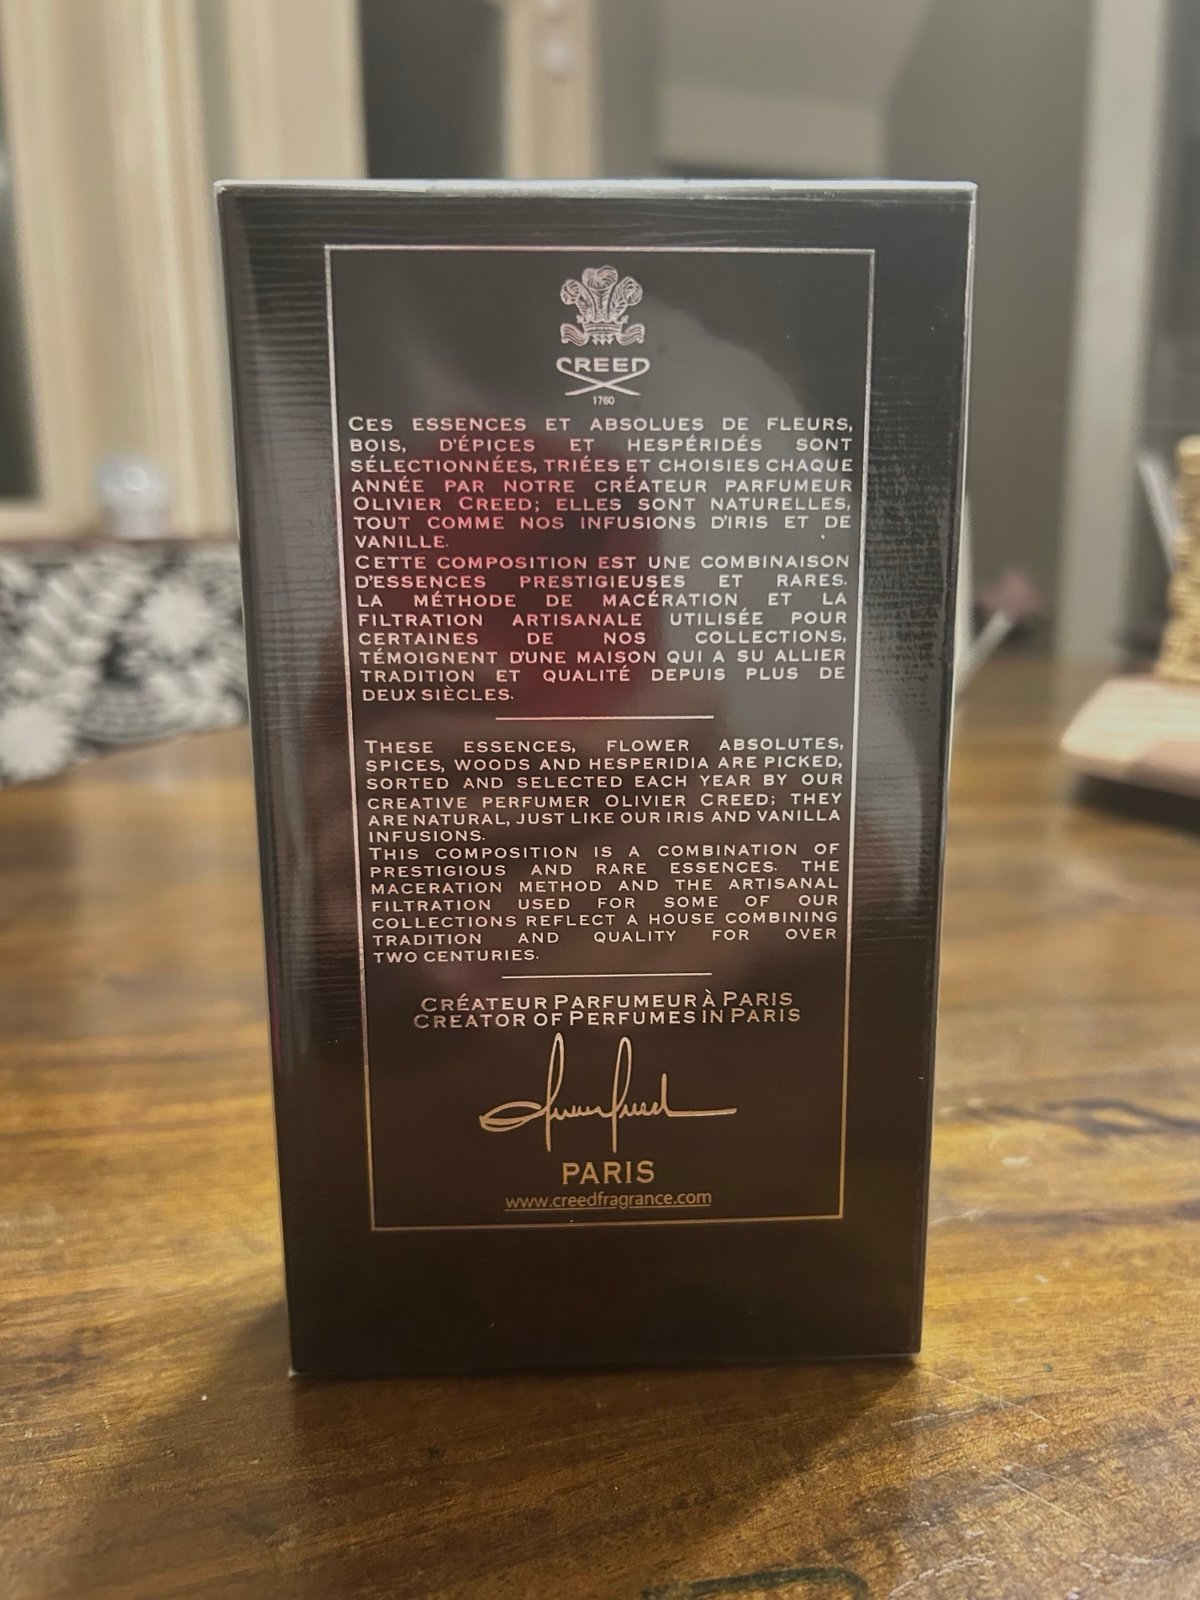 CREED
1760
CES ESSENCES ET ABSOLUES DE FLEURS,
BOIS, D'ÉPICES ET HESPÉRIDÉS SONT
SÉLECTIONNÉES, TRIÉES ET CHOISIES CHAQUE
ANNÉE PAR NOTRE CRÉATEUR PARFUMEUR
OLIVIER CREED; ELLES SONT NATURELLES,
TOUT COMME NOS INFUSIONS D'IRIS ET DE
VANILLE.
CETTE COMPOSITION EST UNE COMBINAISON
D'ESSENCES PRESTIGIEUSES ET RARES.
LA MÉTHODE DE MACÉRATION ET LA
FILTRATION ARTISANALE UTILISÉE POUR
CERTAINES DE NOS COLLECTIONS,
TÉMOIGNENT D'UNE MAISON QUI A SU ALLIER
TRADITION ET QUALITÉ DEPUIS PLUS DE
DEUX SIÈCLES.
THESE ESSENCES, FLOWER ABSOLUTES,
SPICES, WOODS AND HESPERIDIA ARE PICKED,
SORTED AND SELECTED EACH YEAR BY OUR
CREATIVE PERFUMER OLIVIER CREED; THEY
ARE NATURAL, JUST LIKE OUR IRIS AND VANILLA
INFUSIONS.
THIS COMPOSITION IS A COMBINATION OF
PRESTIGIOUS AND RARE ESSENCES. THE
MACERATION METHOD AND THE ARTISANAL
FILTRATION USED FOR SOME OF OUR
COLLECTIONS REFLECT A HOUSE COMBINING
TRADITION AND QUALITY FOR OVER
TWO CENTURIES.
CRÉATEUR PARFUMEUR À PARIS
CREATOR OF PERFUMES IN PARIS
PARIS
www.creedfragrance.com